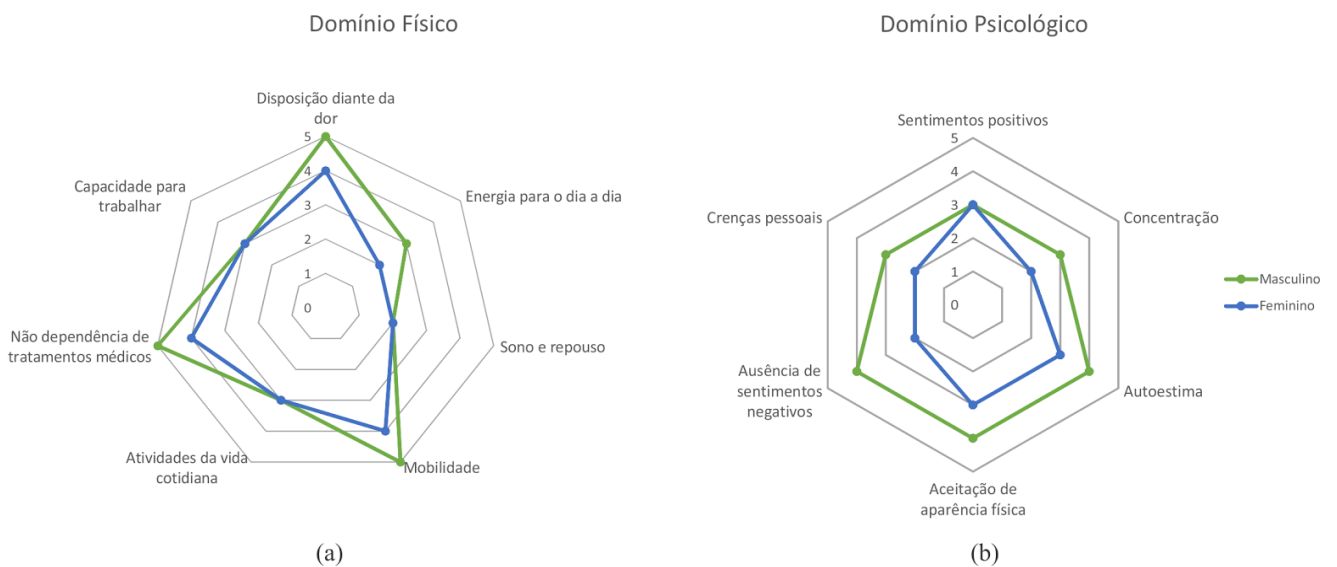 Domínio Físico
Disposição diante da
dor
5
4
3
2
1
0
Energia para o dia a dia
Sono e repouso
Mobilidade
Atividades da vida
cotidiana
Não dependência de
tratamentos médicos
Capacidade para
trabalhar
(a)
Domínio Psicológico
Sentimentos positivos
5
4
3
2
1
0
Concentração
Autoestima
Aceitação de
aparência física
Ausência de
sentimentos
negativos
Crenças pessoais
Masculino
Feminino
(b)